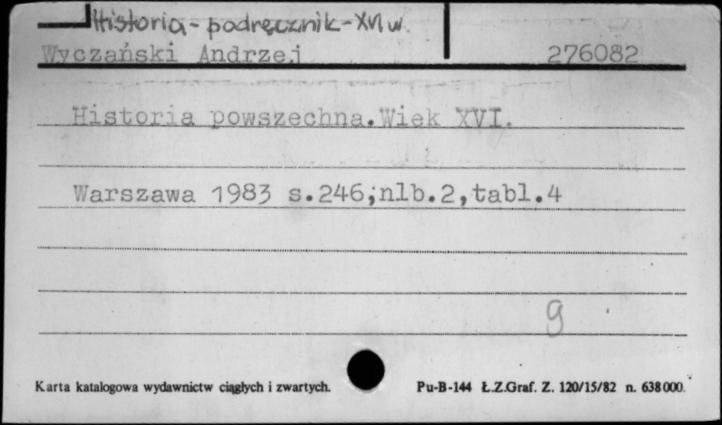 Historia - podręcznik - XVI w.
Wyczański Andrzej 276082
Historia powszechna.Wiek XVI.
Warszawa 1983 s.246;nlb.2,tabl.4
9
Karta katalogowa wydawnictw ciągłych i zwartych. Pu-B-144 Ł.Z.Graf. Z. 120/15/82 n. 638000.